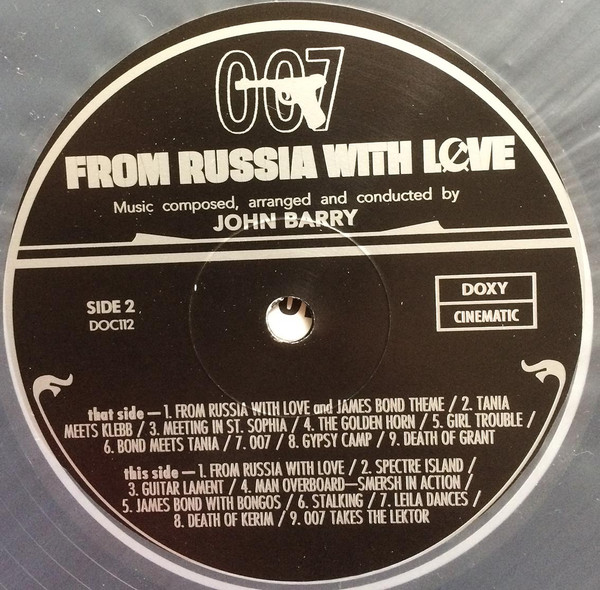 007
FROM RUSSIA WITH LOVE
Music composed, arranged and conducted by
JOHN BARRY
SIDE 2
DOC112
DOXY
CINEMATIC
that side — 1. FROM RUSSIA WITH LOVE and JAMES BOND THEME / 2. TANIA
MEETS KLEBB / 3. MEETING IN ST. SOPHIA / 4. THE GOLDEN HORN / 5. GIRL TROUBLE /
6. BOND MEETS TANIA / 7. 007 / 8. GYPSY CAMP / 9. DEATH OF GRANT
this side — 1. FROM RUSSIA WITH LOVE / 2. SPECTRE ISLAND /
3. GUITAR LAMENT / 4. MAN OVERBOARD—SMERSH IN ACTION /
5. JAMES BOND WITH BONGOS / 6. STALKING / 7. LEILA DANCES /
8. DEATH OF KERIM / 9. 007 TAKES THE LEKTOR